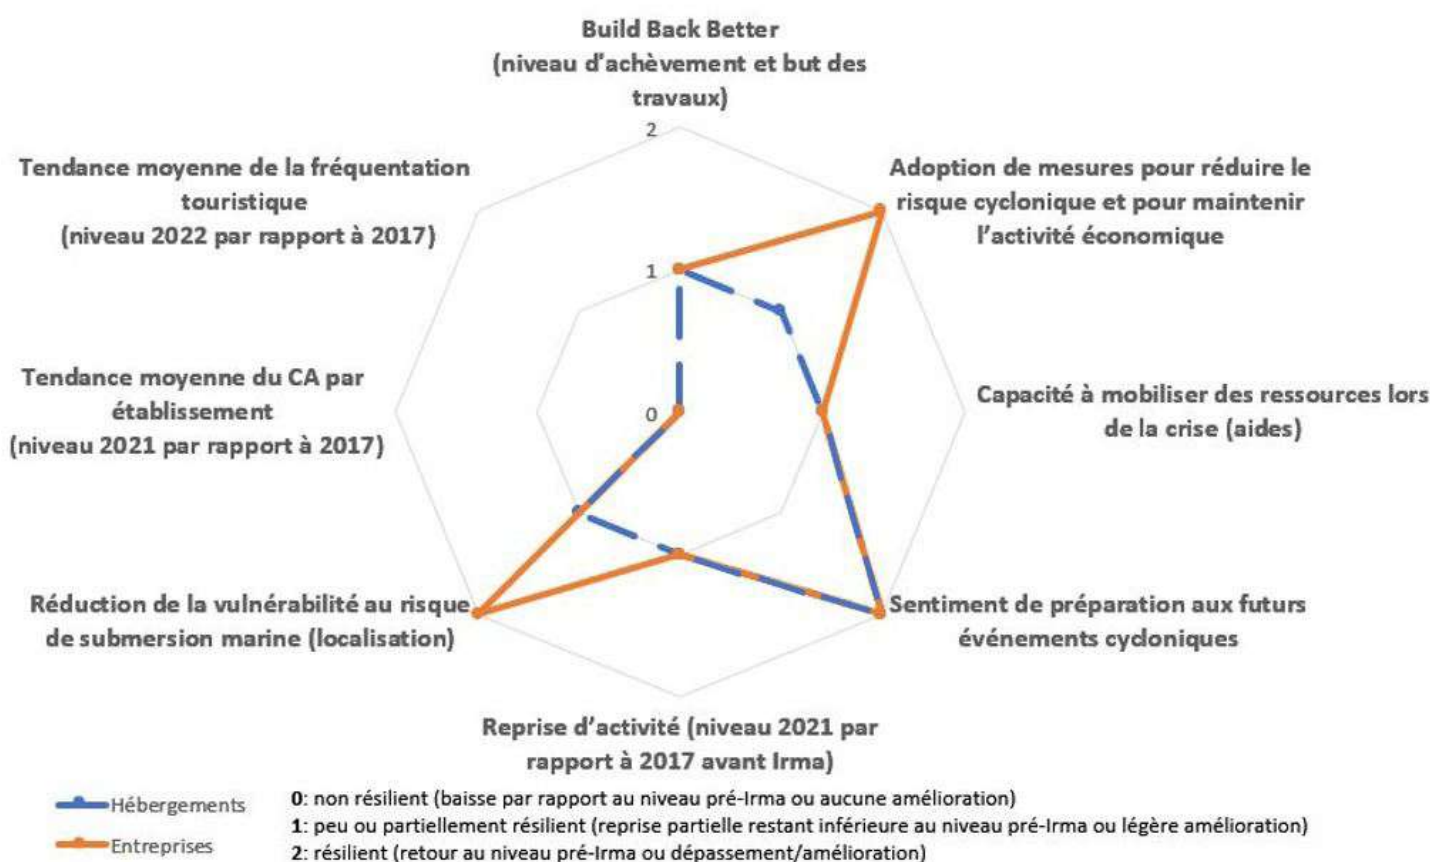 Build Back Better
(niveau d'achèvement et but des
travaux)
2
Tendance moyenne de la fréquentation
touristique
(niveau 2022 par rapport à 2017)
Adoption de mesures pour réduire le
risque cyclonique et pour maintenir
l'activité économique
1
Tendance moyenne du CA par
établissement
(niveau 2021 par rapport à 2017)
0
Capacité à mobiliser des ressources lors
de la crise (aides)
Réduction de la vulnérabilité au risque
de submersion marine (localisation)
Sentiment de préparation aux futurs
événements cycloniques
Reprise d'activité (niveau 2021 par
rapport à 2017 avant Irma)
Hébergements
Entreprises
0: non résilient (baisse par rapport au niveau pré-Irma ou aucune amélioration)
1: peu ou partiellement résilient (reprise partielle restant inférieure au niveau pré-Irma ou légère amélioration)
2: résilient (retour au niveau pré-Irma ou dépassement/amélioration)